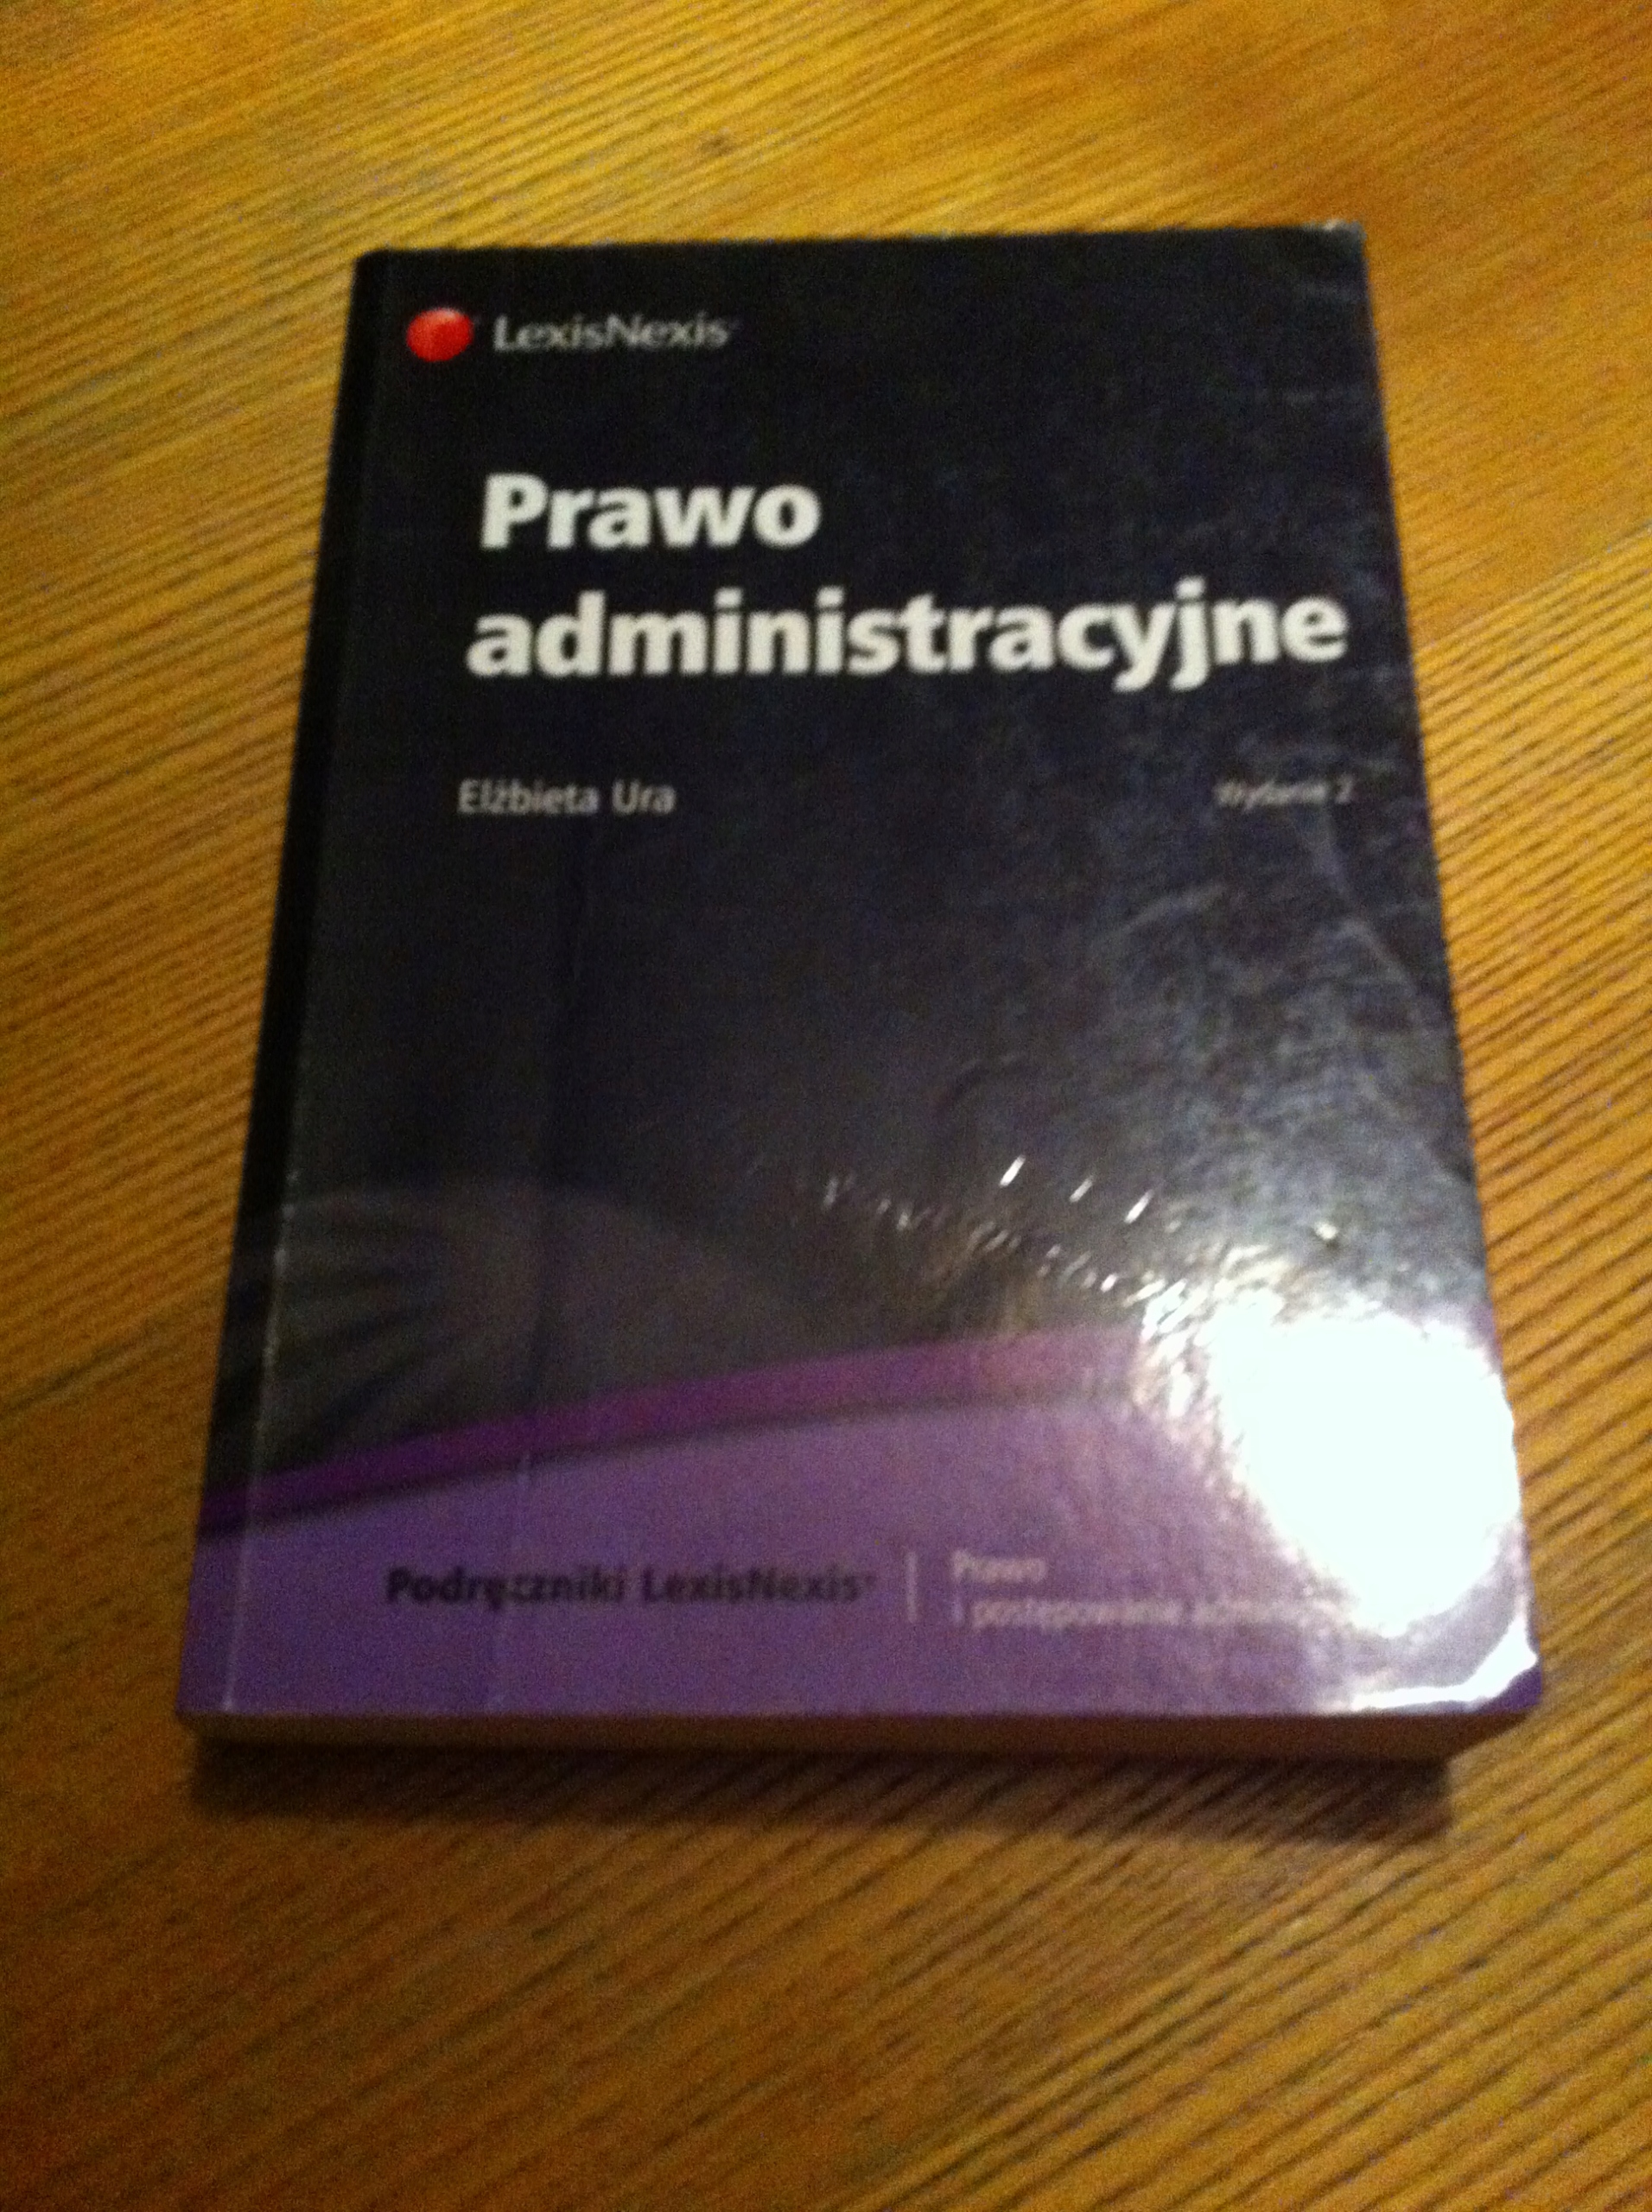 LexisNexis
Prawo
administracyjne
Elżbieta Ura
Wydanie 2
Podręczniki LexisNexis®
Prawo
i postępowanie